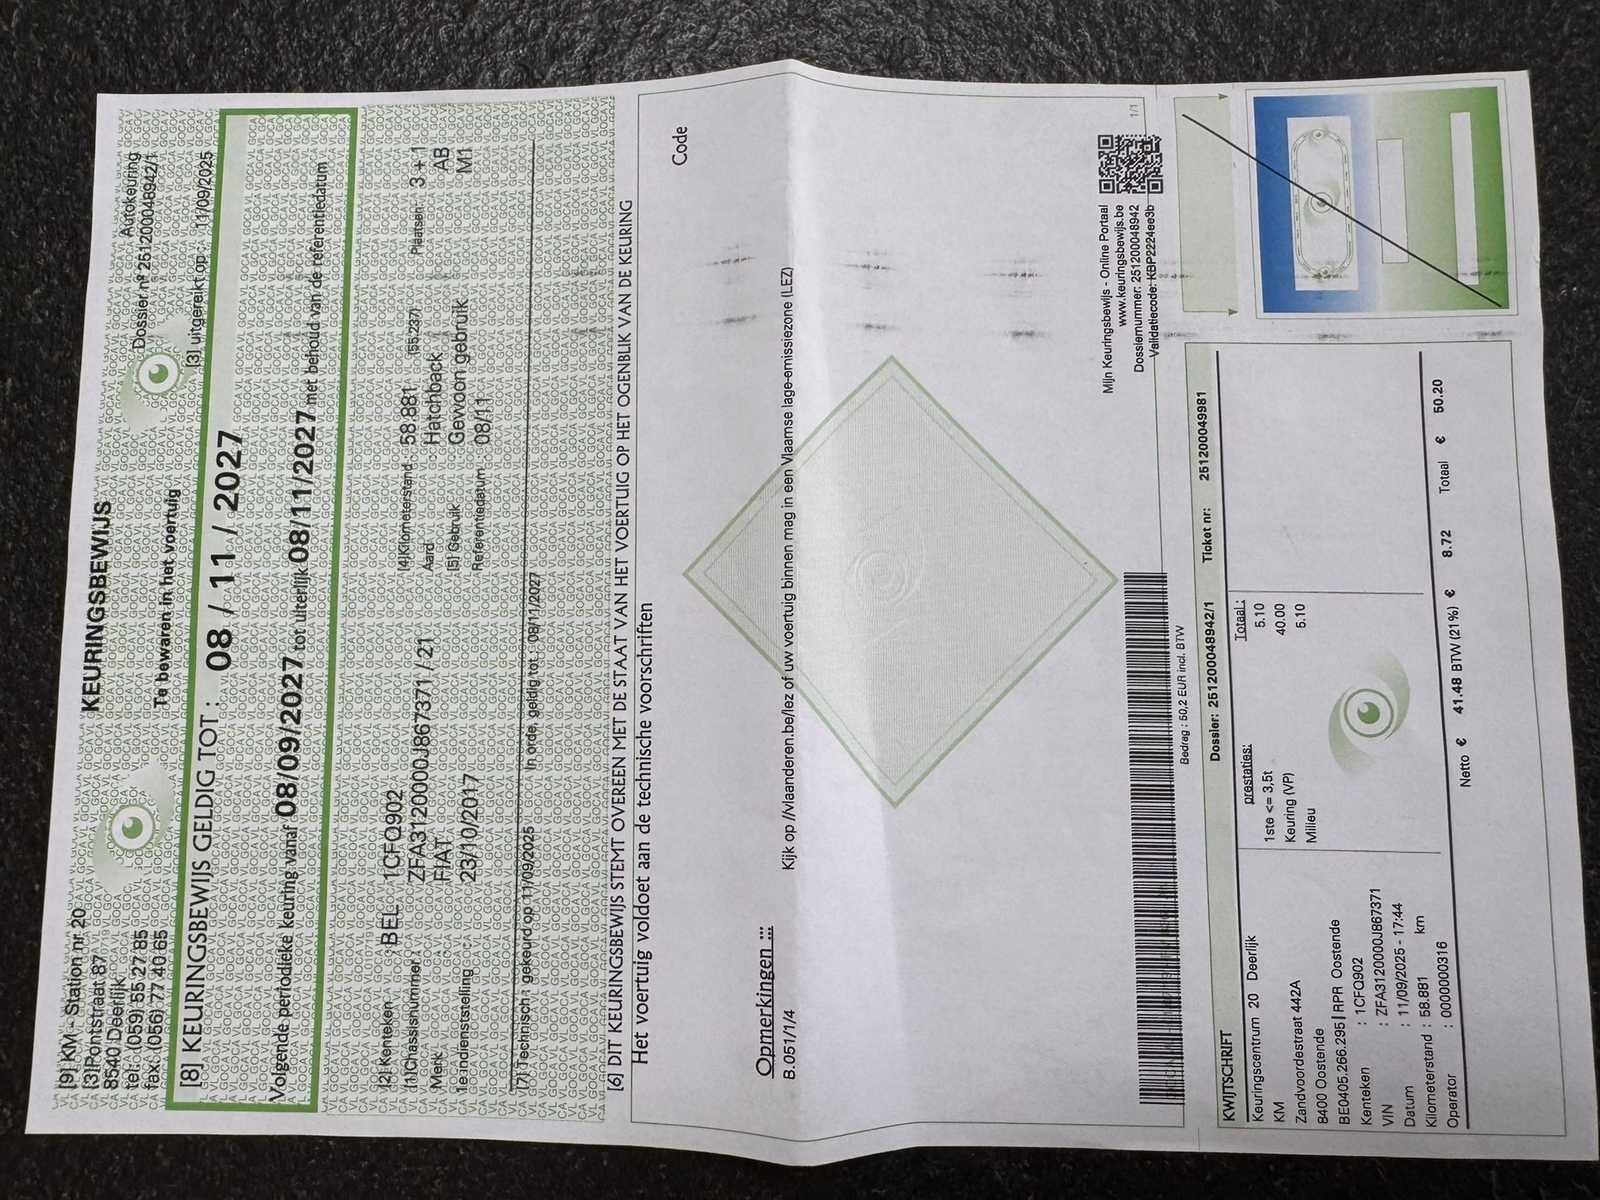 KEURINGSBEWIJS
Te bewaren in het voertuig
Autokeuring
Dossier nº 251200048942/1
[3] uitgereikt op : 11/09/2025
[9] KM - Station nr 20
[3] Pontstraat 87
8540 Deerlijk
tel: (059) 55 27 85
fax: (056) 77 40 65
[8] KEURINGSBEWIJS GELDIG TOT : 08 / 11 / 2027
Volgende periodieke keuring vanaf 08/09/2027 tot uiterlijk 08/11/2027 met behoud van de referentiedatum
[2] Kenteken : BEL 1CFQ902
[4] Kilometerstand : 58.881 (55.237) Plaatsen : 3 + 1
[1] Chassisnummer : ZFA3120000J867371 / 21
Aard : Hatchback AB
Merk : FIAT
[5] Gebruik : Gewoon gebruik M1
1e indienststelling : 23/10/2017
Referentiedatum : 08/11
[7] Technisch : gekeurd op 11/09/2025 In orde, geldig tot : 08/11/2027
[6] DIT KEURINGSBEWIJS STEMT OVEREEN MET DE STAAT VAN HET VOERTUIG OP HET OGENBLIK VAN DE KEURING
Het voertuig voldoet aan de technische voorschriften
Code
Opmerkingen :::
B.051/1/4
Kijk op //vlaanderen.be/lez of uw voertuig binnen mag in een Vlaamse lage-emissiezone (LEZ)
Mijn Keuringsbewijs - Online Portaal
www.keuringsbewijs.be
Dossiernummer: 251200048942
Validatiecode: KBP2224ee3b
1/1
Bedrag : 50,2 EUR incl. BTW
Dossier: 251200048942/1 Ticket nr: 251200049981
KWIJTSCHRIFT
Keuringscentrum 20 Deerlijk
KM
Zandvoordestraat 442A
8400 Oostende
BE0405.266.295 | RPR Oostende
Kenteken : 1CFQ902
VIN : ZFA3120000J867371
Datum : 11/09/2025 - 17:44
Kilometerstand : 58.881 km
Operator : 0000000316
prestaties: Totaal :
1ste <= 3,5t 5.10
Keuring (VP) 40.00
Milieu 5.10
Netto € 41.48 BTW (21%) € 8.72 Totaal € 50.20